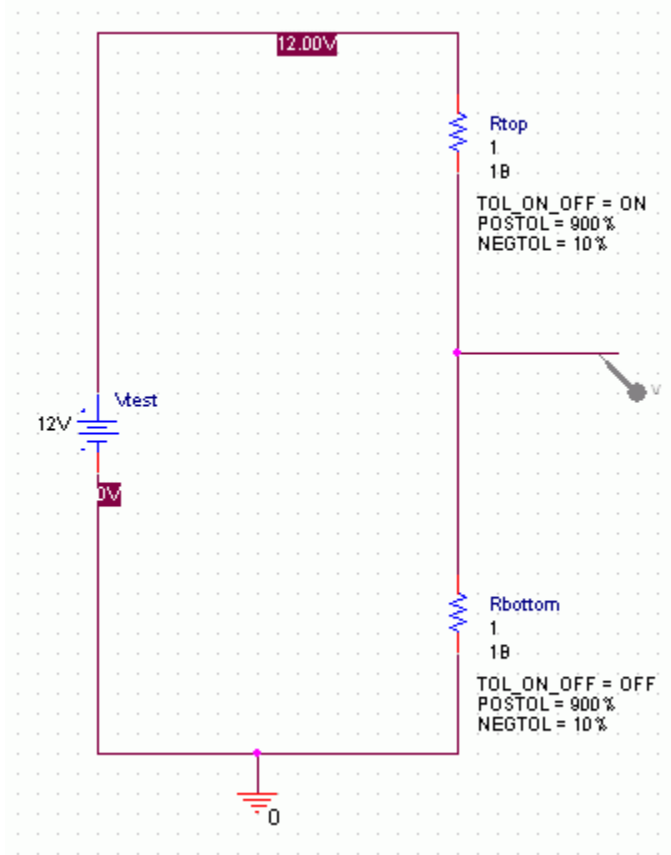 12.00V
Rtop
1
1B
TOL_ON_OFF = ON
POSTOL = 900%
NEGTOL = 10%
V
Vtest
12V
0V
Rbottom
1
1B
TOL_ON_OFF = OFF
POSTOL = 900%
NEGTOL = 10%
0